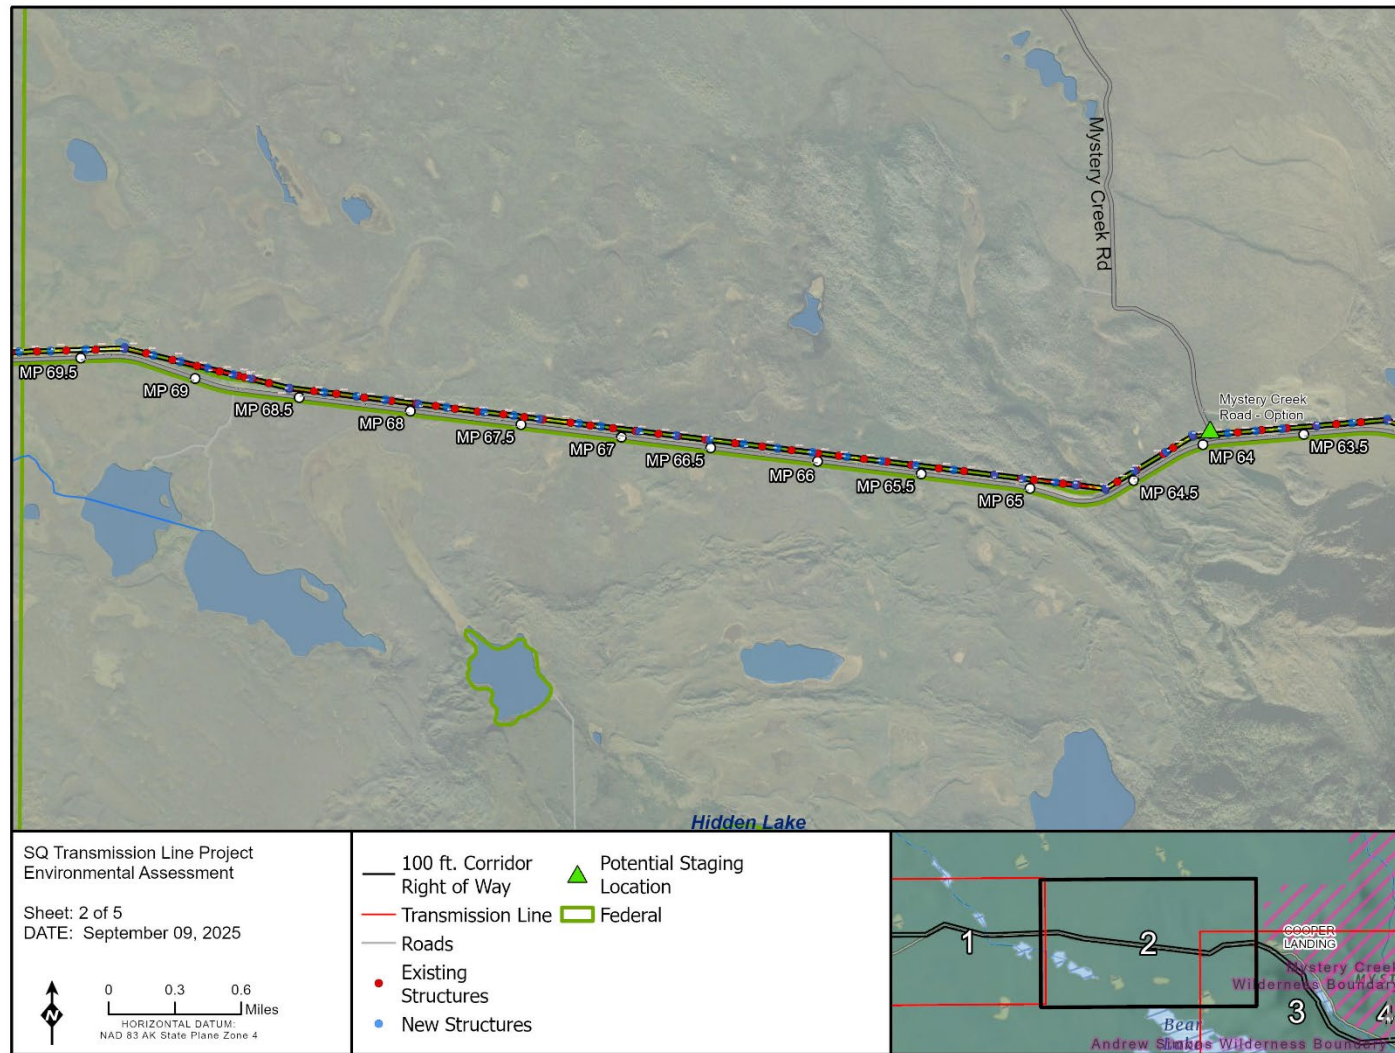 Mystery Creek Rd
Mystery Creek
Road - Option
MP 69.5
MP 69
MP 68.5
MP 68
MP 67.5
MP 67
MP 66.5
MP 66
MP 65.5
MP 65
MP 64.5
MP 64
MP 63.5
Hidden Lake
SQ Transmission Line Project
Environmental Assessment
Sheet: 2 of 5
DATE: September 09, 2025
N
0 0.3 0.6
Miles
HORIZONTAL DATUM:
NAD 83 AK State Plane Zone 4
100 ft. Corridor
Right of Way
Transmission Line
Roads
Existing
Structures
New Structures
Potential Staging
Location
Federal
1
2
3
4
COOPER
LANDING
Mystery Creek
Wilderness Boundary
Bear
Andrew Simons Wilderness Boundary